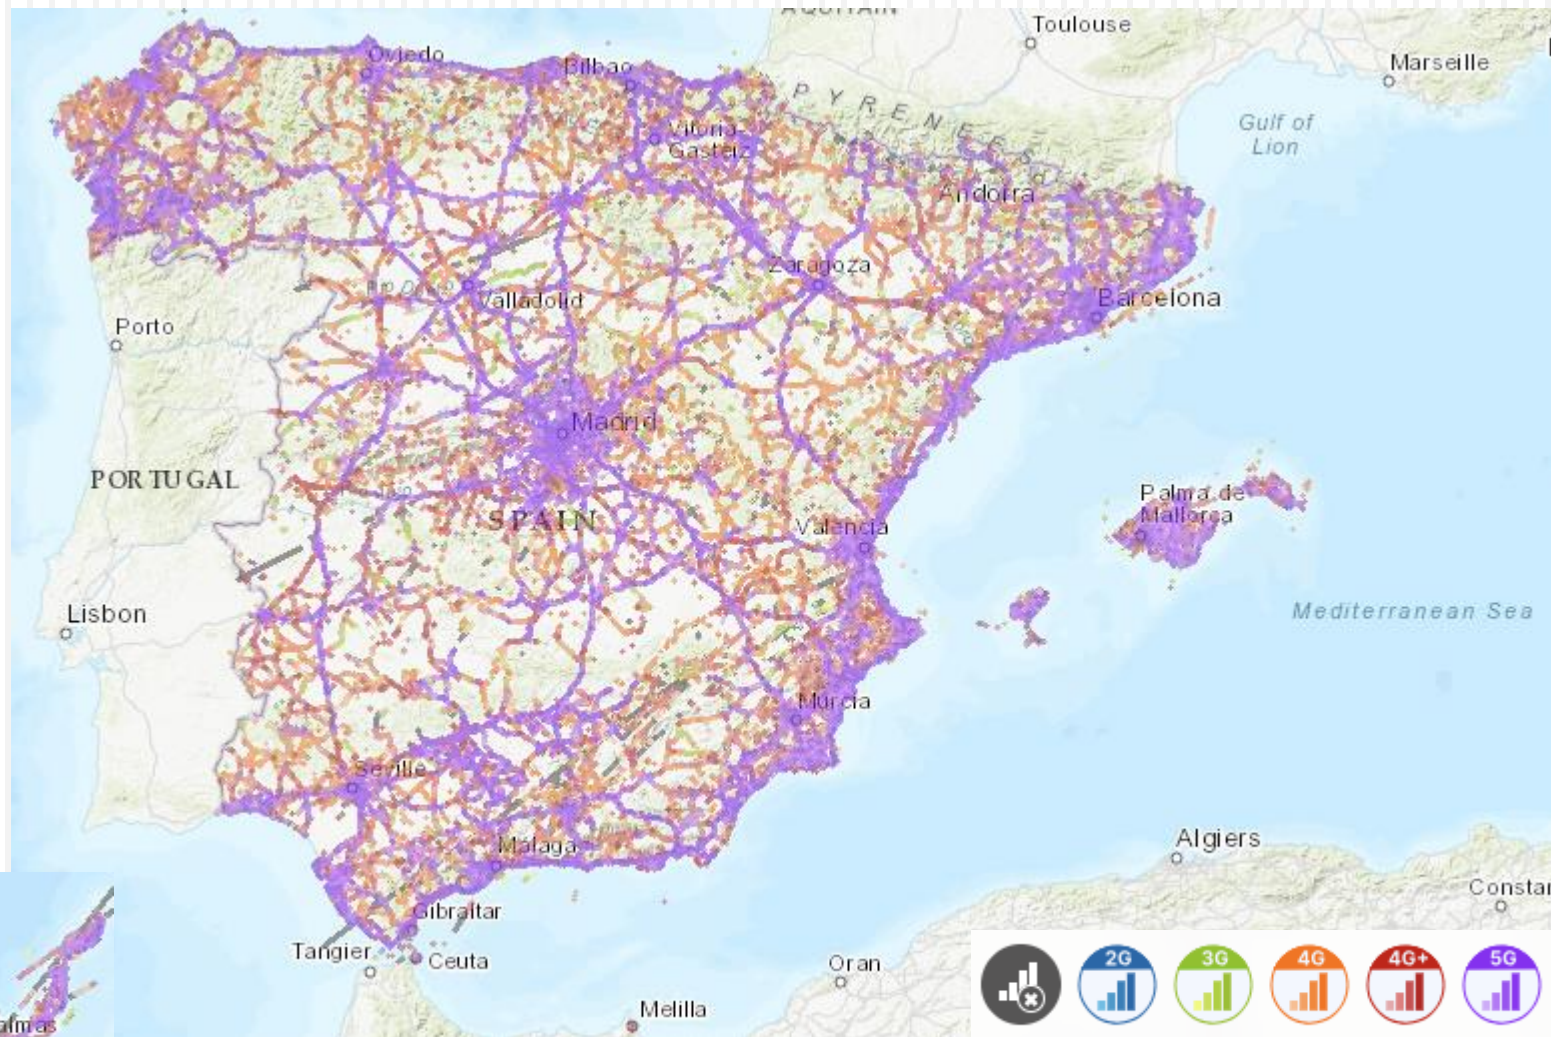 AQUITAIN
Toulouse
Marseille
Oviedo
Bilbao
PYRENEES
Gulf of
Lion
Vitoria-
Gasteiz
Andorra
Zaragoza
Valladolid
Barcelona
Porto
Madrid
PORTUGAL
Palma de
Mallorca
SPAIN
Valencia
Lisbon
Mediterranean Sea
Murcia
Seville
Malaga
Algiers
Constar
Gibraltar
Tangier
Ceuta
Oran
Melilla
almas
2G
3G
4G
4G+
5G